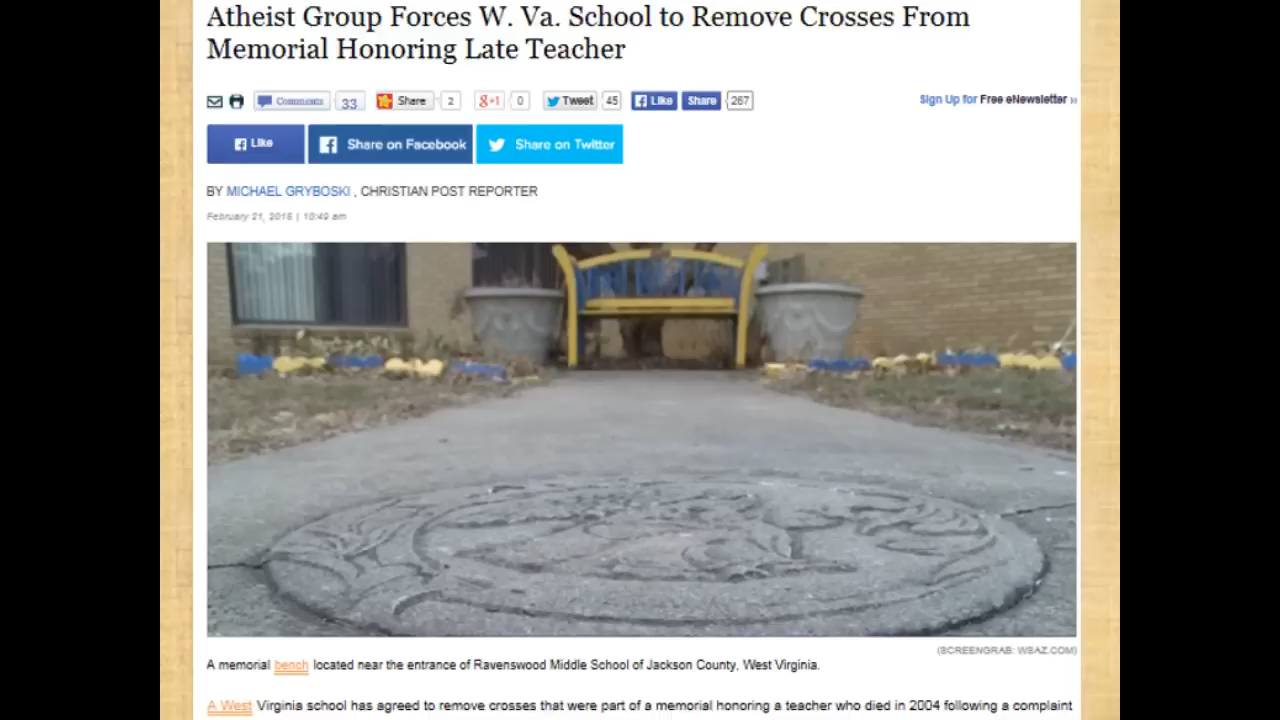 Atheist Group Forces W. Va. School to Remove Crosses From
Memorial Honoring Late Teacher
Comments 33 Share 2 g+1 0 Tweet 45 Like Share 267 Sign Up for Free eNewsletter »
Like Share on Facebook Share on Twitter
BY MICHAEL GRYBOSKI , CHRISTIAN POST REPORTER
February 21, 2015 | 10:49 am
(SCREENGRAB: WSAZ.COM)
A memorial bench located near the entrance of Ravenswood Middle School of Jackson County, West Virginia.
A West Virginia school has agreed to remove crosses that were part of a memorial honoring a teacher who died in 2004 following a complaint